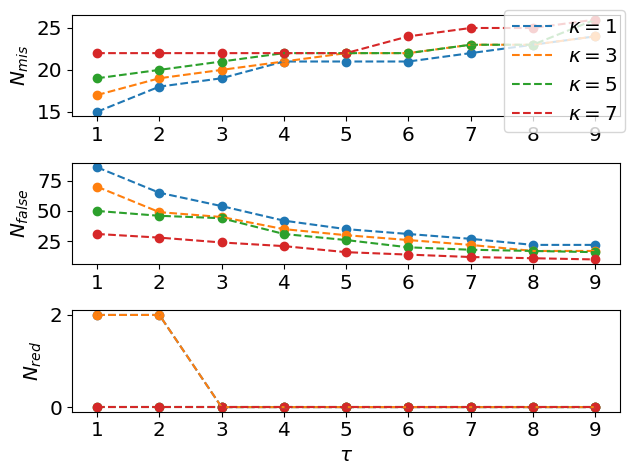 25
20
15
N_mis
1 2 3 4 5 6 7 8 9
κ = 1
κ = 3
κ = 5
κ = 7
75
50
25
N_false
1 2 3 4 5 6 7 8 9
2
0
N_red
1 2 3 4 5 6 7 8 9
τ